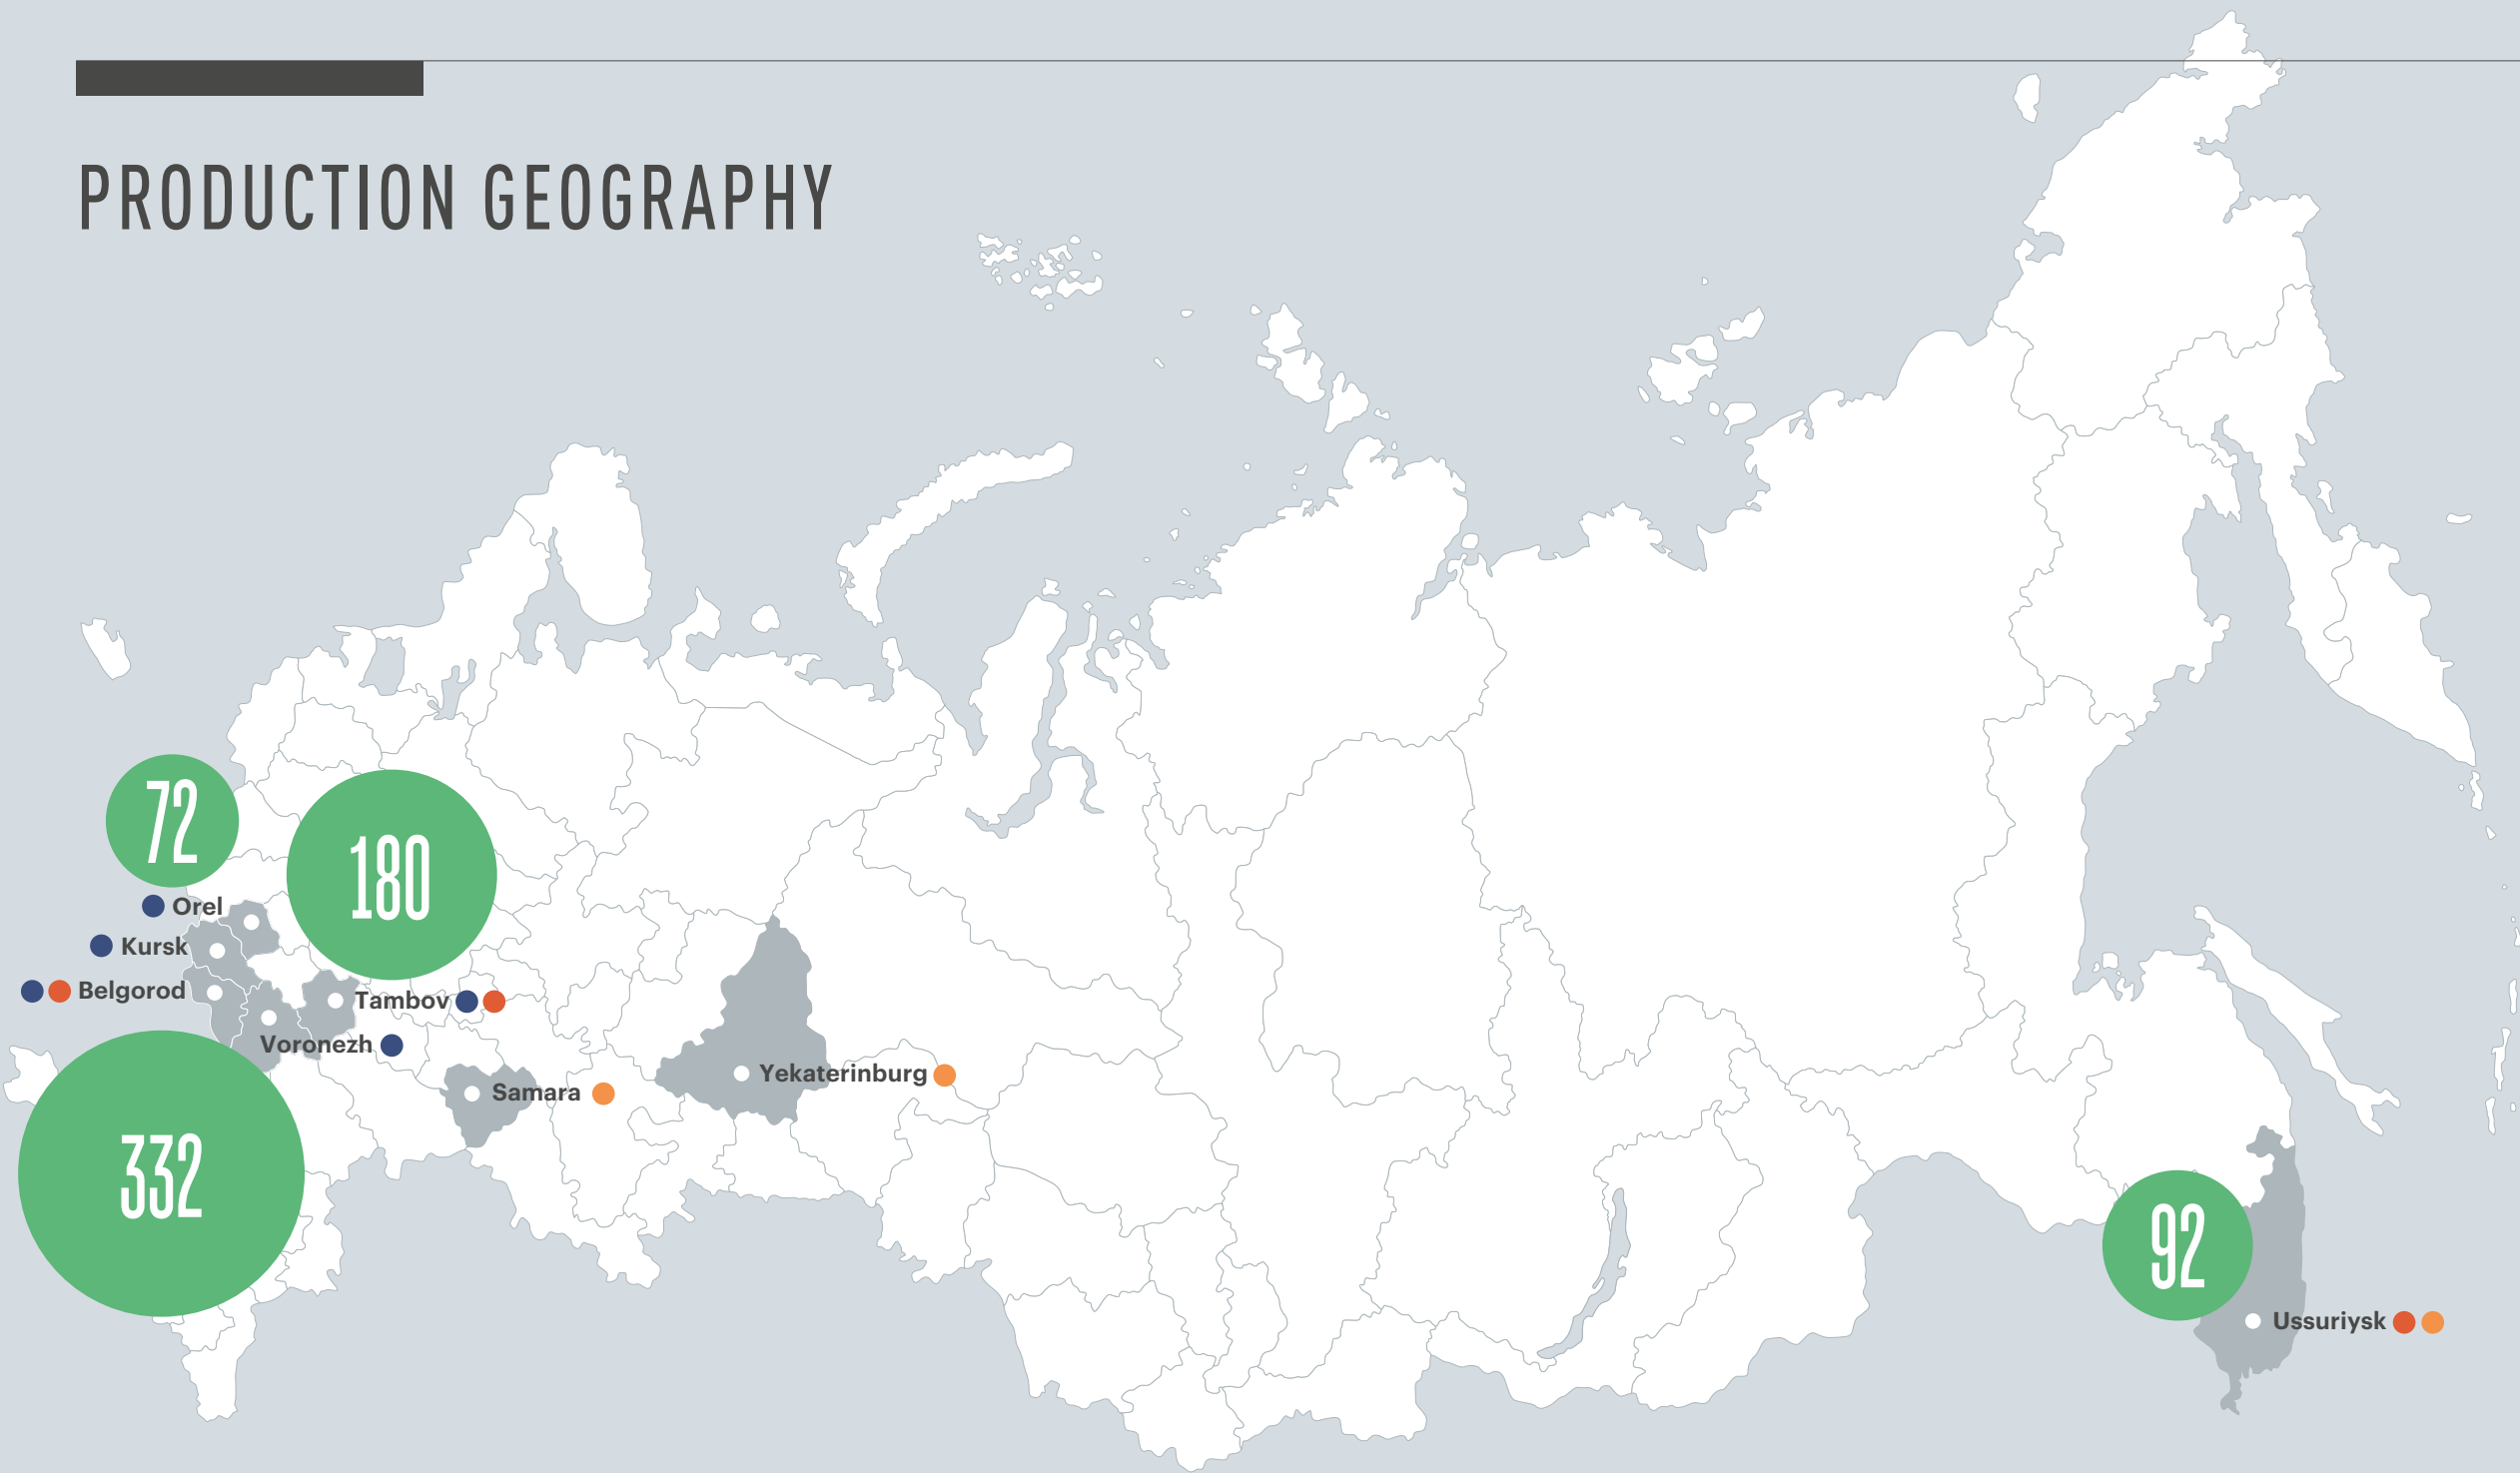 PRODUCTION GEOGRAPHY
72
180
Orel
Kursk
Belgorod
Tambov
Voronezh
Yekaterinburg
Samara
332
92
Ussuriysk